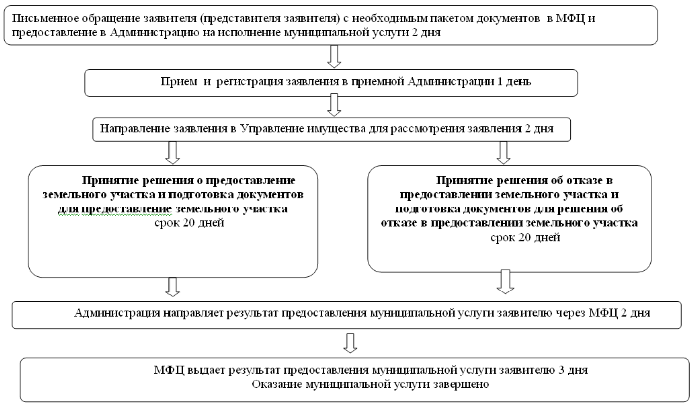 Письменное обращение заявителя (представителя заявителя) с необходимым пакетом документов в МФЦ и
предоставление в Администрацию на исполнение муниципальной услуги 2 дня
Прием и регистрация заявления в приемной Администрации 1 день
Направление заявления в Управление имущества для рассмотрения заявления 2 дня
Принятие решения о предоставление
земельного участка и подготовка документов
для предоставление земельного участка
срок 20 дней
Принятие решения об отказе в
предоставлении земельного участка и
подготовка документов для решения об
отказе в предоставлении земельного участка
срок 20 дней
Администрация направляет результат предоставления муниципальной услуги заявителю через МФЦ 2 дня
МФЦ выдает результат предоставления муниципальной услуги заявителю 3 дня
Оказание муниципальной услуги завершено